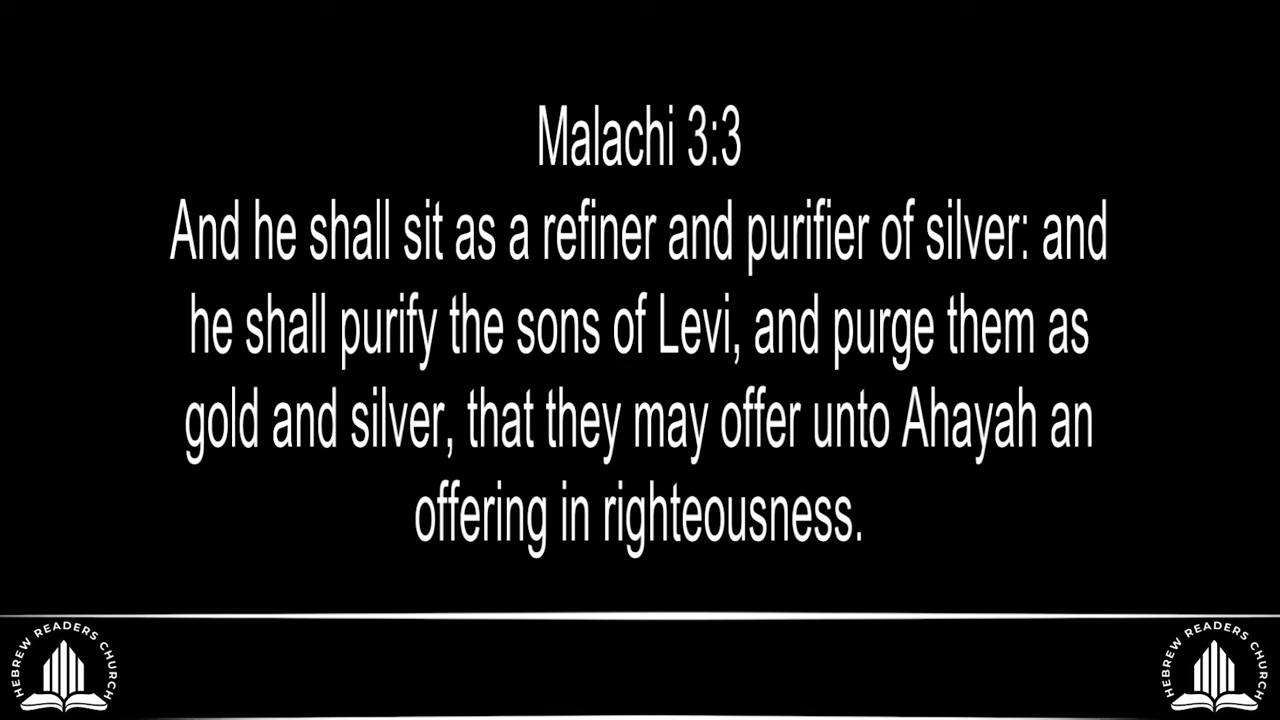 Malachi 3:3
And he shall sit as a refiner and purifier of silver: and
he shall purify the sons of Levi, and purge them as
gold and silver, that they may offer unto Ahayah an
offering in righteousness.
HEBREW READERS CHURCH
HEBREW READERS CHURCH